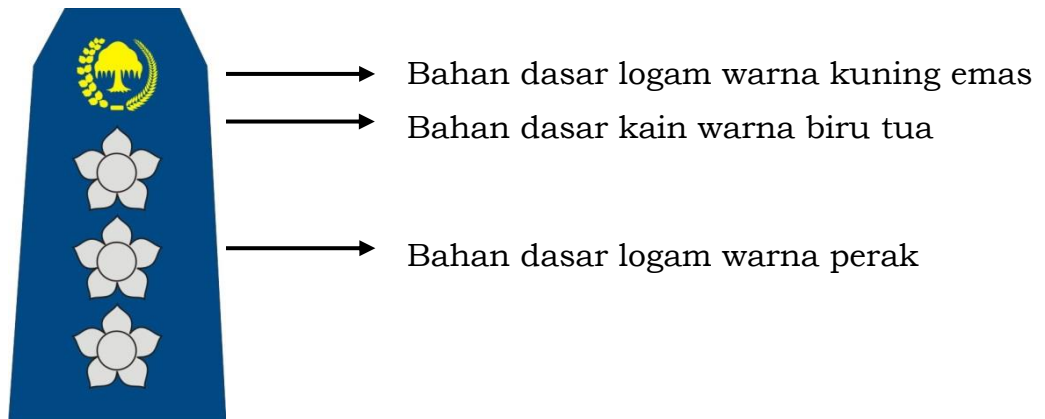 Bahan dasar logam warna kuning emas
Bahan dasar kain warna biru tua
Bahan dasar logam warna perak